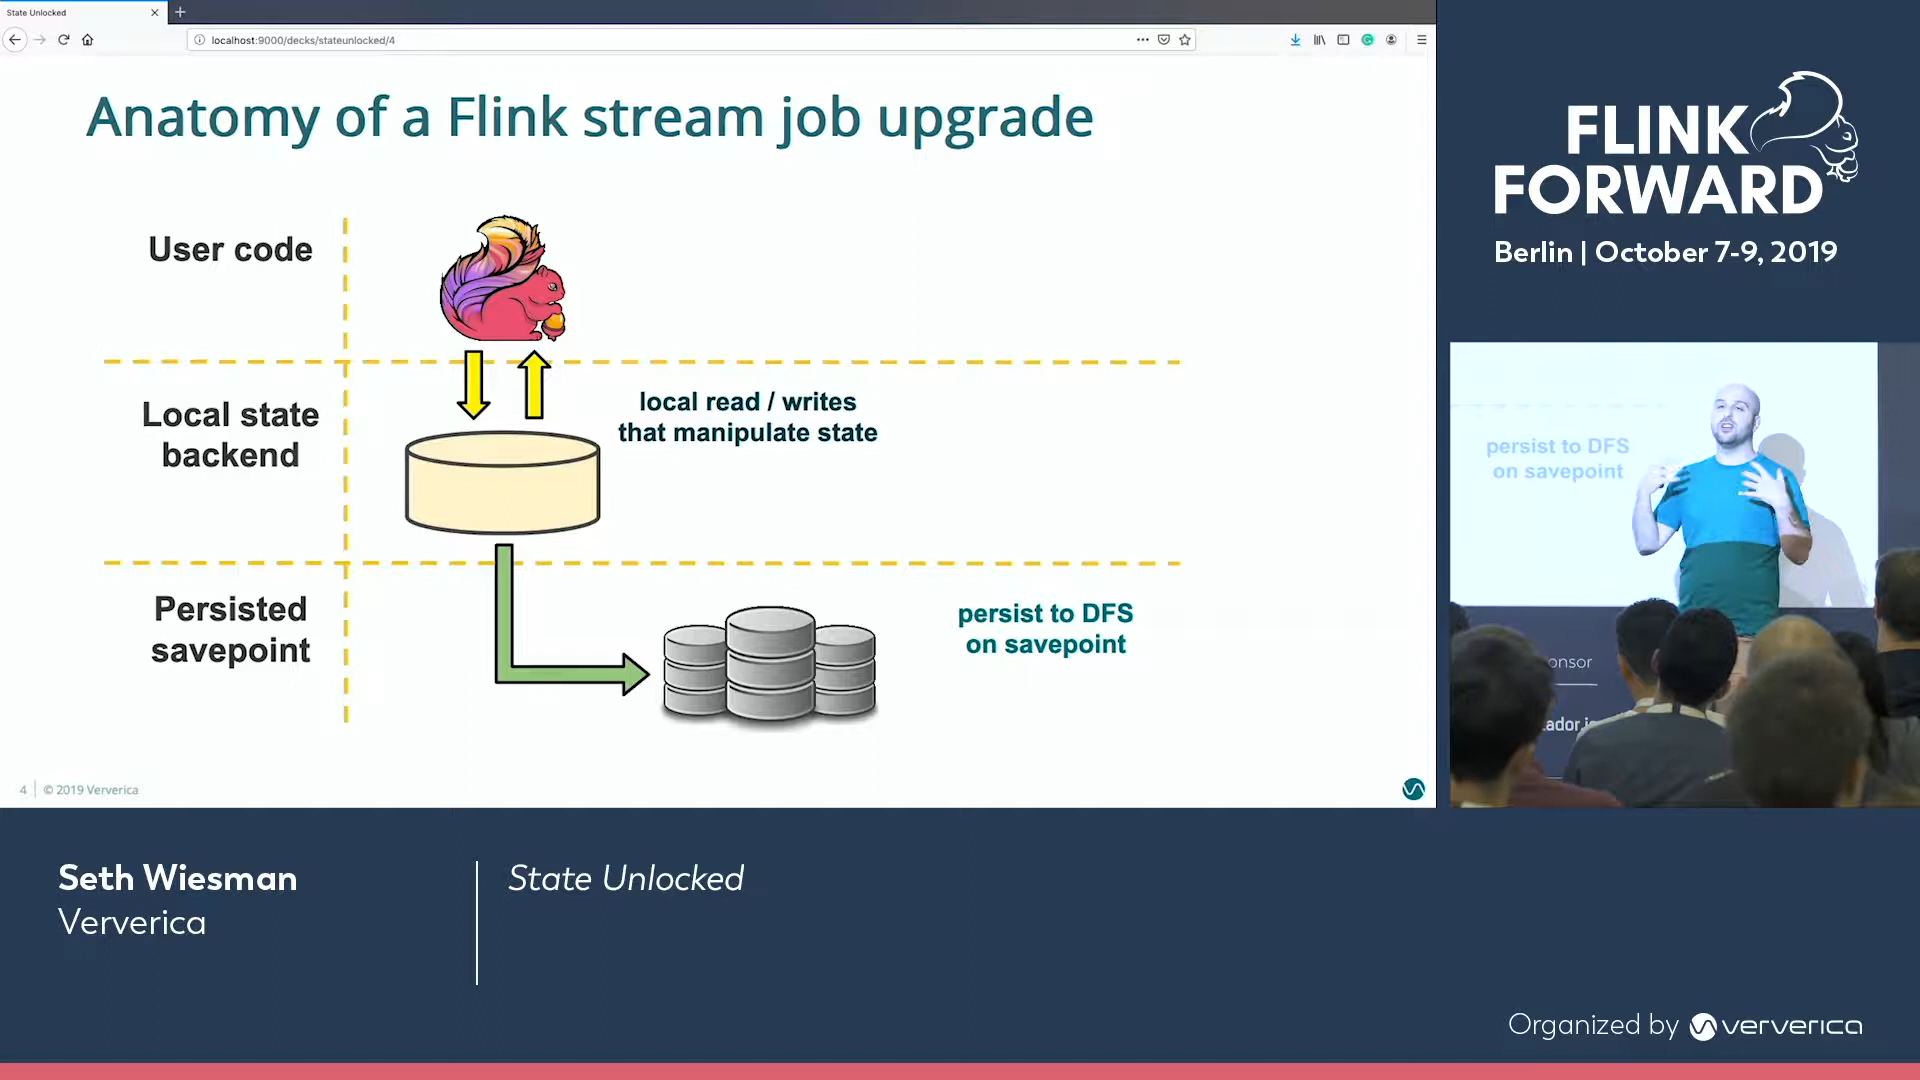 State Unlocked
localhost:9000/decks/stateunlocked/4
Anatomy of a Flink stream job upgrade
User code
Local state
backend
local read / writes
that manipulate state
Persisted
savepoint
persist to DFS
on savepoint
4 | © 2019 Ververica
FLINK
FORWARD
Berlin | October 7-9, 2019
persist to DFS
on savepoint
onsor
Seth Wiesman
Ververica
State Unlocked
Organized by ververica